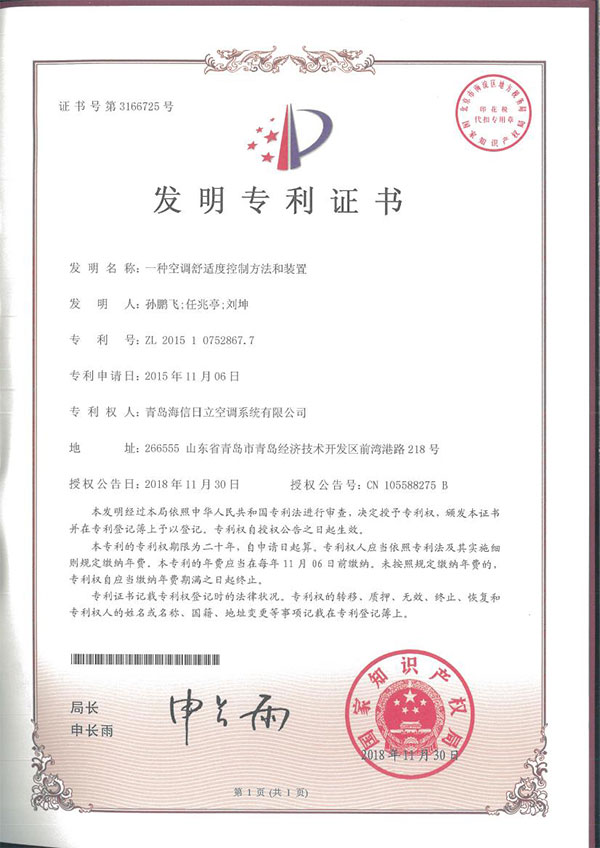 证书号第3166725号
北京市海淀区地方税务局
印花税
代扣专用章
国家知识产权局
发明专利证书
发明名称:一种空调舒适度控制方法和装置
发明人:孙鹏飞;任兆亭;刘坤
专利号:ZL 2015 1 0752867.7
专利申请日:2015年11月06日
专利权人:青岛海信日立空调系统有限公司
地址:266555 山东省青岛市青岛经济技术开发区前湾港路218号
授权公告日:2018年11月30日 授权公告号:CN 105588275 B
本发明经过本局依照中华人民共和国专利法进行审查,决定授予专利权,颁发本证书
并在专利登记簿上予以登记。专利权自授权公告之日起生效。
本专利的专利权期限为二十年,自申请日起算。专利权人应当依照专利法及其实施细
则规定缴纳年费。本专利的年费应当在每年11月06日前缴纳。未按照规定缴纳年费的,
专利权自应当缴纳年费期满之日起终止。
专利证书记载专利权登记时的法律状况。专利权的转移、质押、无效、终止、恢复和
专利权人的姓名或名称、国籍、地址变更等事项记载在专利登记簿上。
局长
申长雨
申长雨
国家知识产权局
2018年11月30日
第1页(共1页)